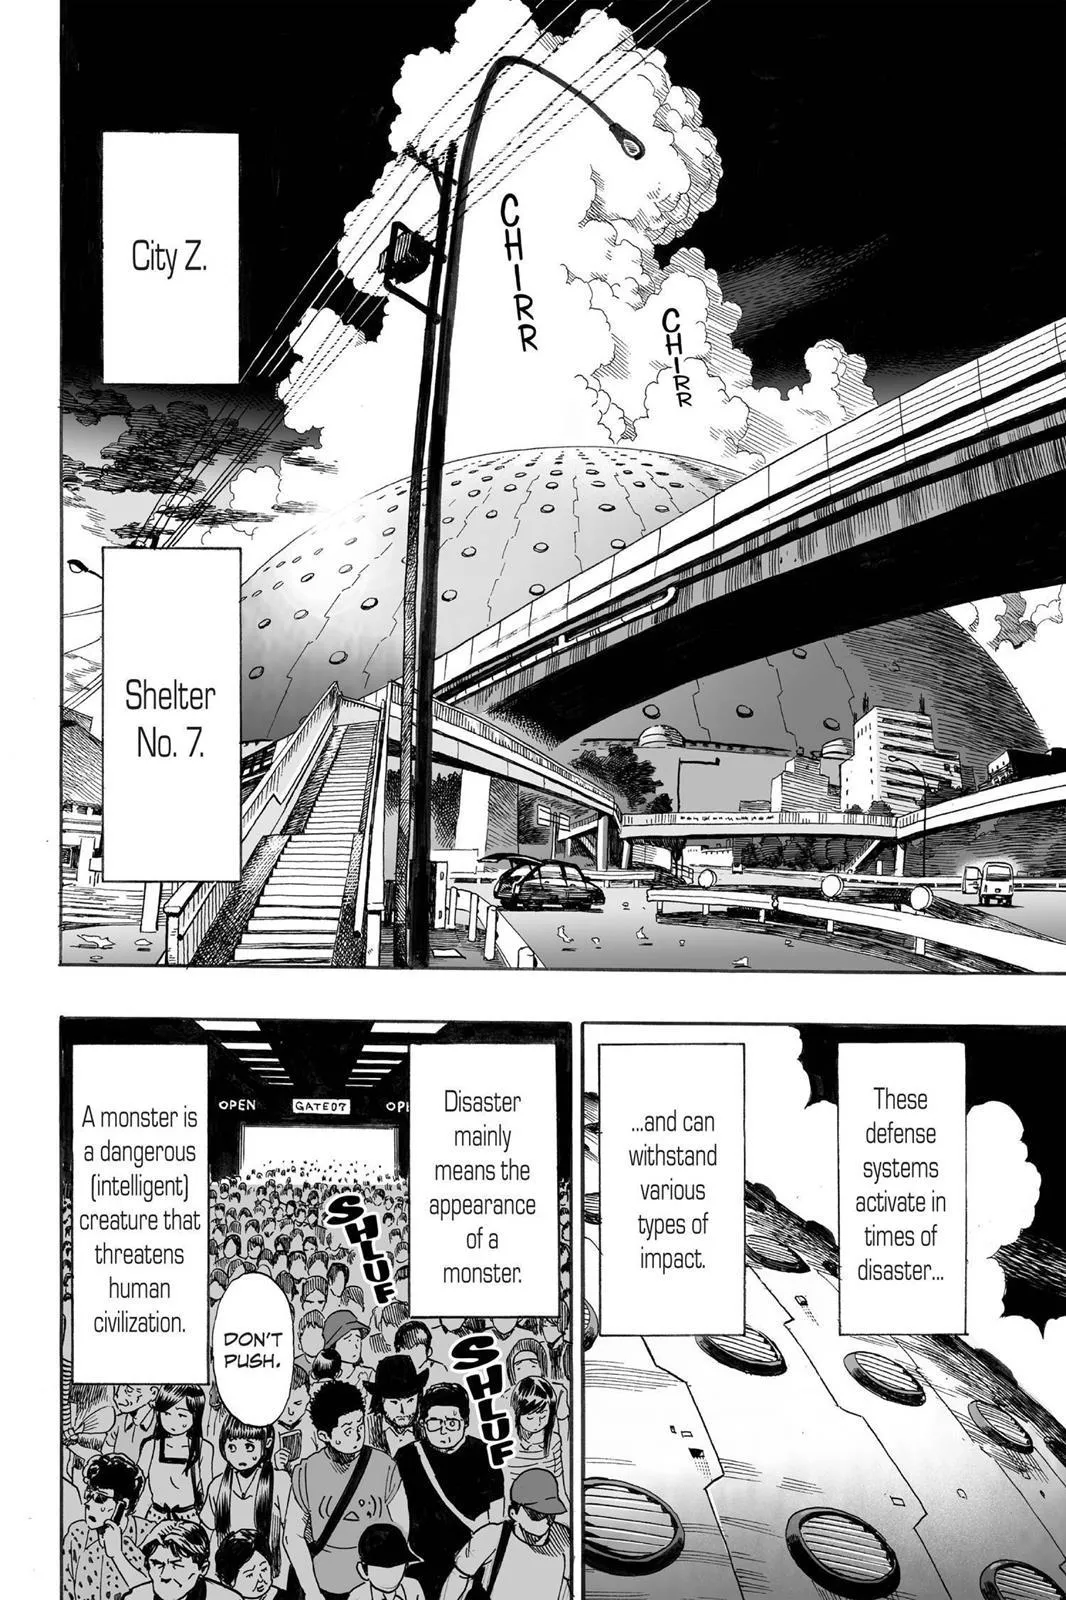 City Z.
CHIRR
CHIRR
Shelter
No. 7.
These
defense
systems
activate in
times of
disaster...
...and can
withstand
various
types of
impact.
Disaster
mainly
means the
appearance
of a
monster.
OPEN
GATE07
OPE
SHLUF
A monster is
a dangerous
(intelligent)
creature that
threatens
human
civilization.
DON'T
PUSH.
SHLUF